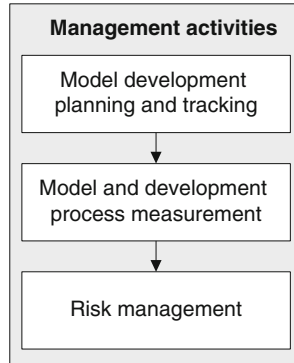 Management activities
Model development
planning and tracking
Model and development
process measurement
Risk management